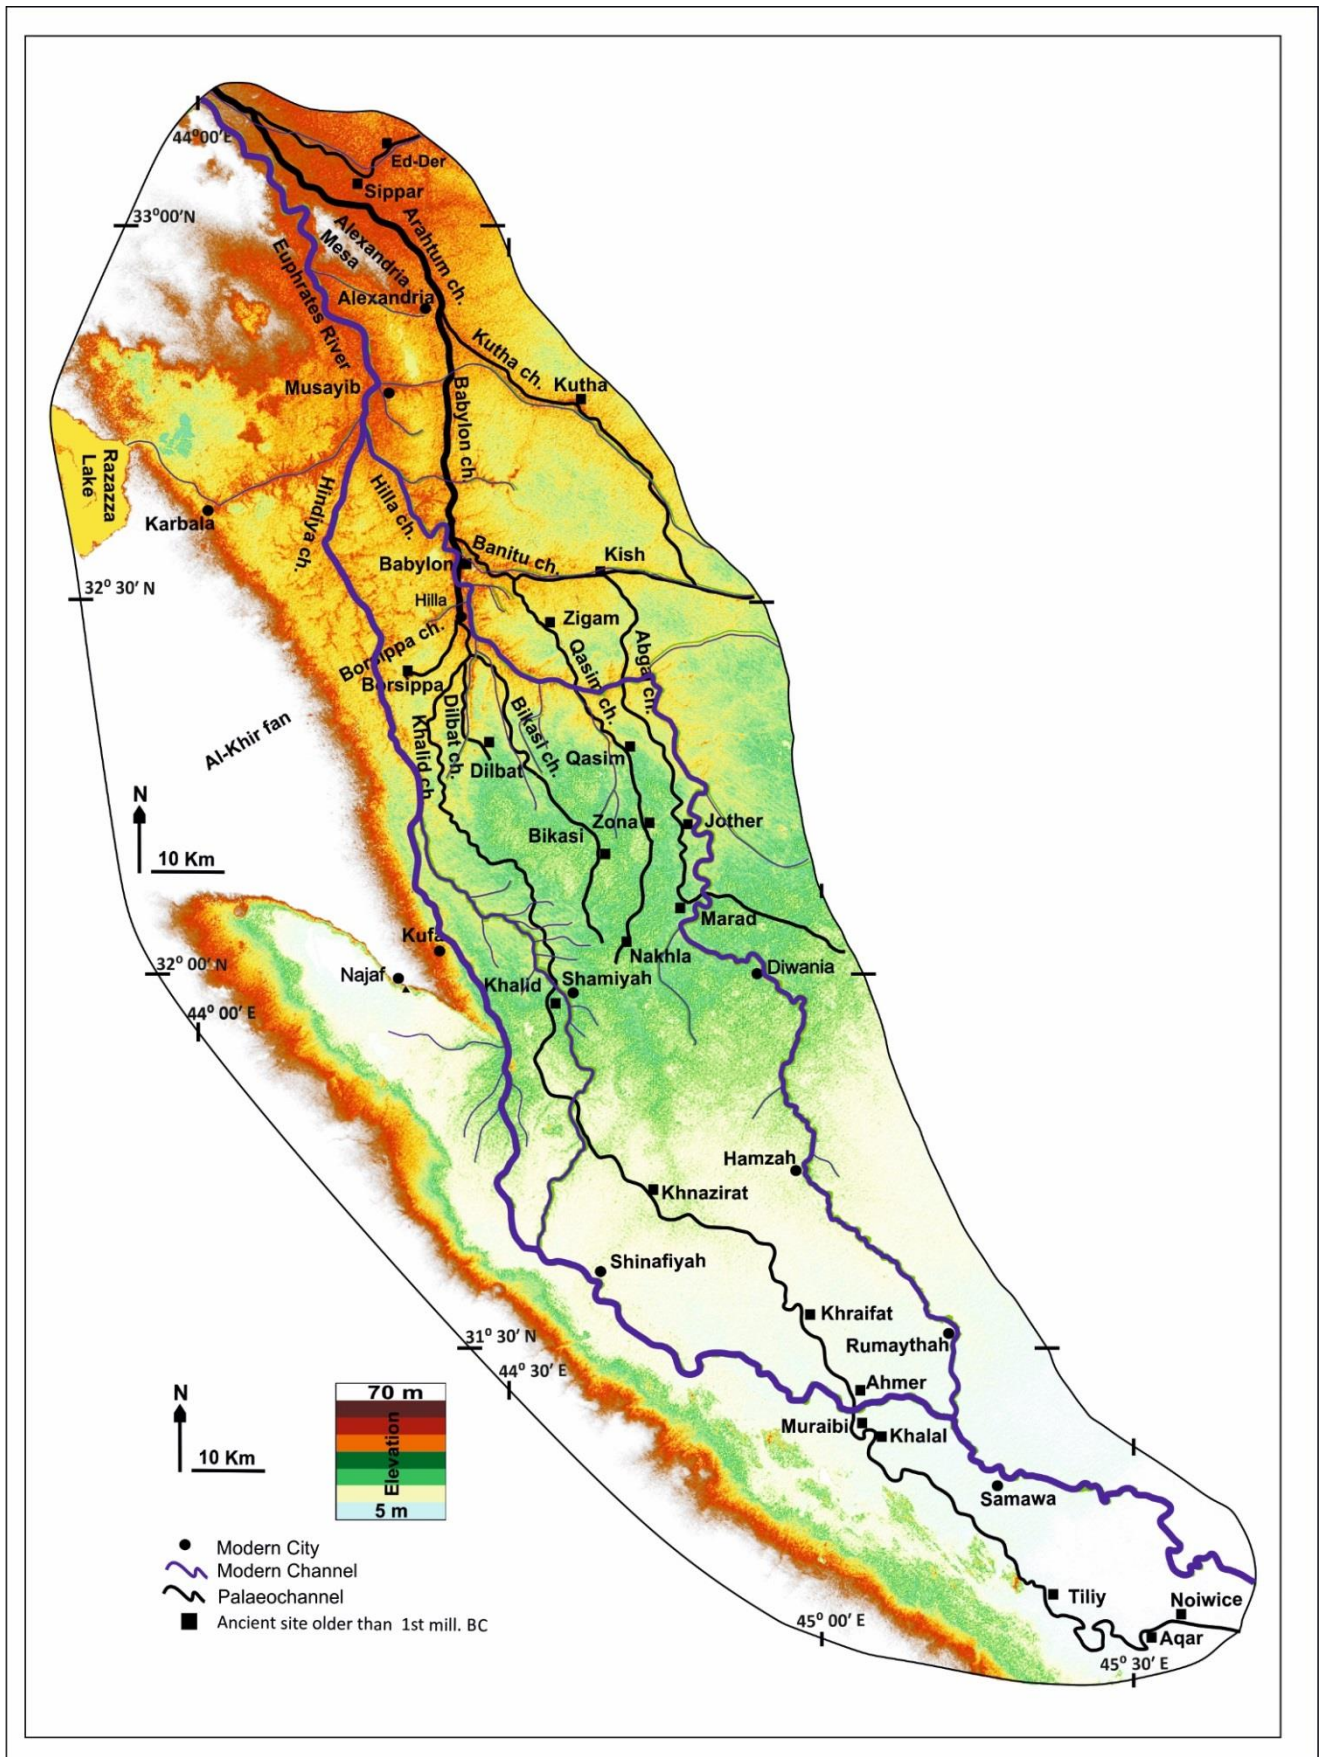 44°00'E
Ed-Der
Sippar
33°00'N
Arahtum ch.
Alexandria
Mesa
Euphrates River
Alexandria
Kutha ch.
Kutha
Musayib
Babylon ch.
Razazza
Lake
Hindiya ch.
Hilla ch.
Karbala
Banitu ch.
Kish
Babylon
32° 30' N
Hilla
Zigam
Borsippa ch.
Borsippa
Qasim ch.
Abgal ch.
Khalid ch.
Dilbat ch.
Bikasi ch.
Al-Khir fan
Dilbat
Qasim
N
10 Km
Bikasi
Zona
Jother
Marad
Kufa
Nakhla
Diwania
32° 00' N
Najaf
Khalid
Shamiyah
44° 00' E
Hamzah
Khnazirat
Shinafiyah
Khraifat
31° 30' N
Rumaythah
44° 30' E
Ahmer
N
70 m
Elevation
5 m
Muraibi
Khalal
10 Km
Samawa
Modern City
Modern Channel
Palaeochannel
Ancient site older than 1st mill. BC
Tiliy
Noiwice
45° 00' E
Aqar
45° 30' E